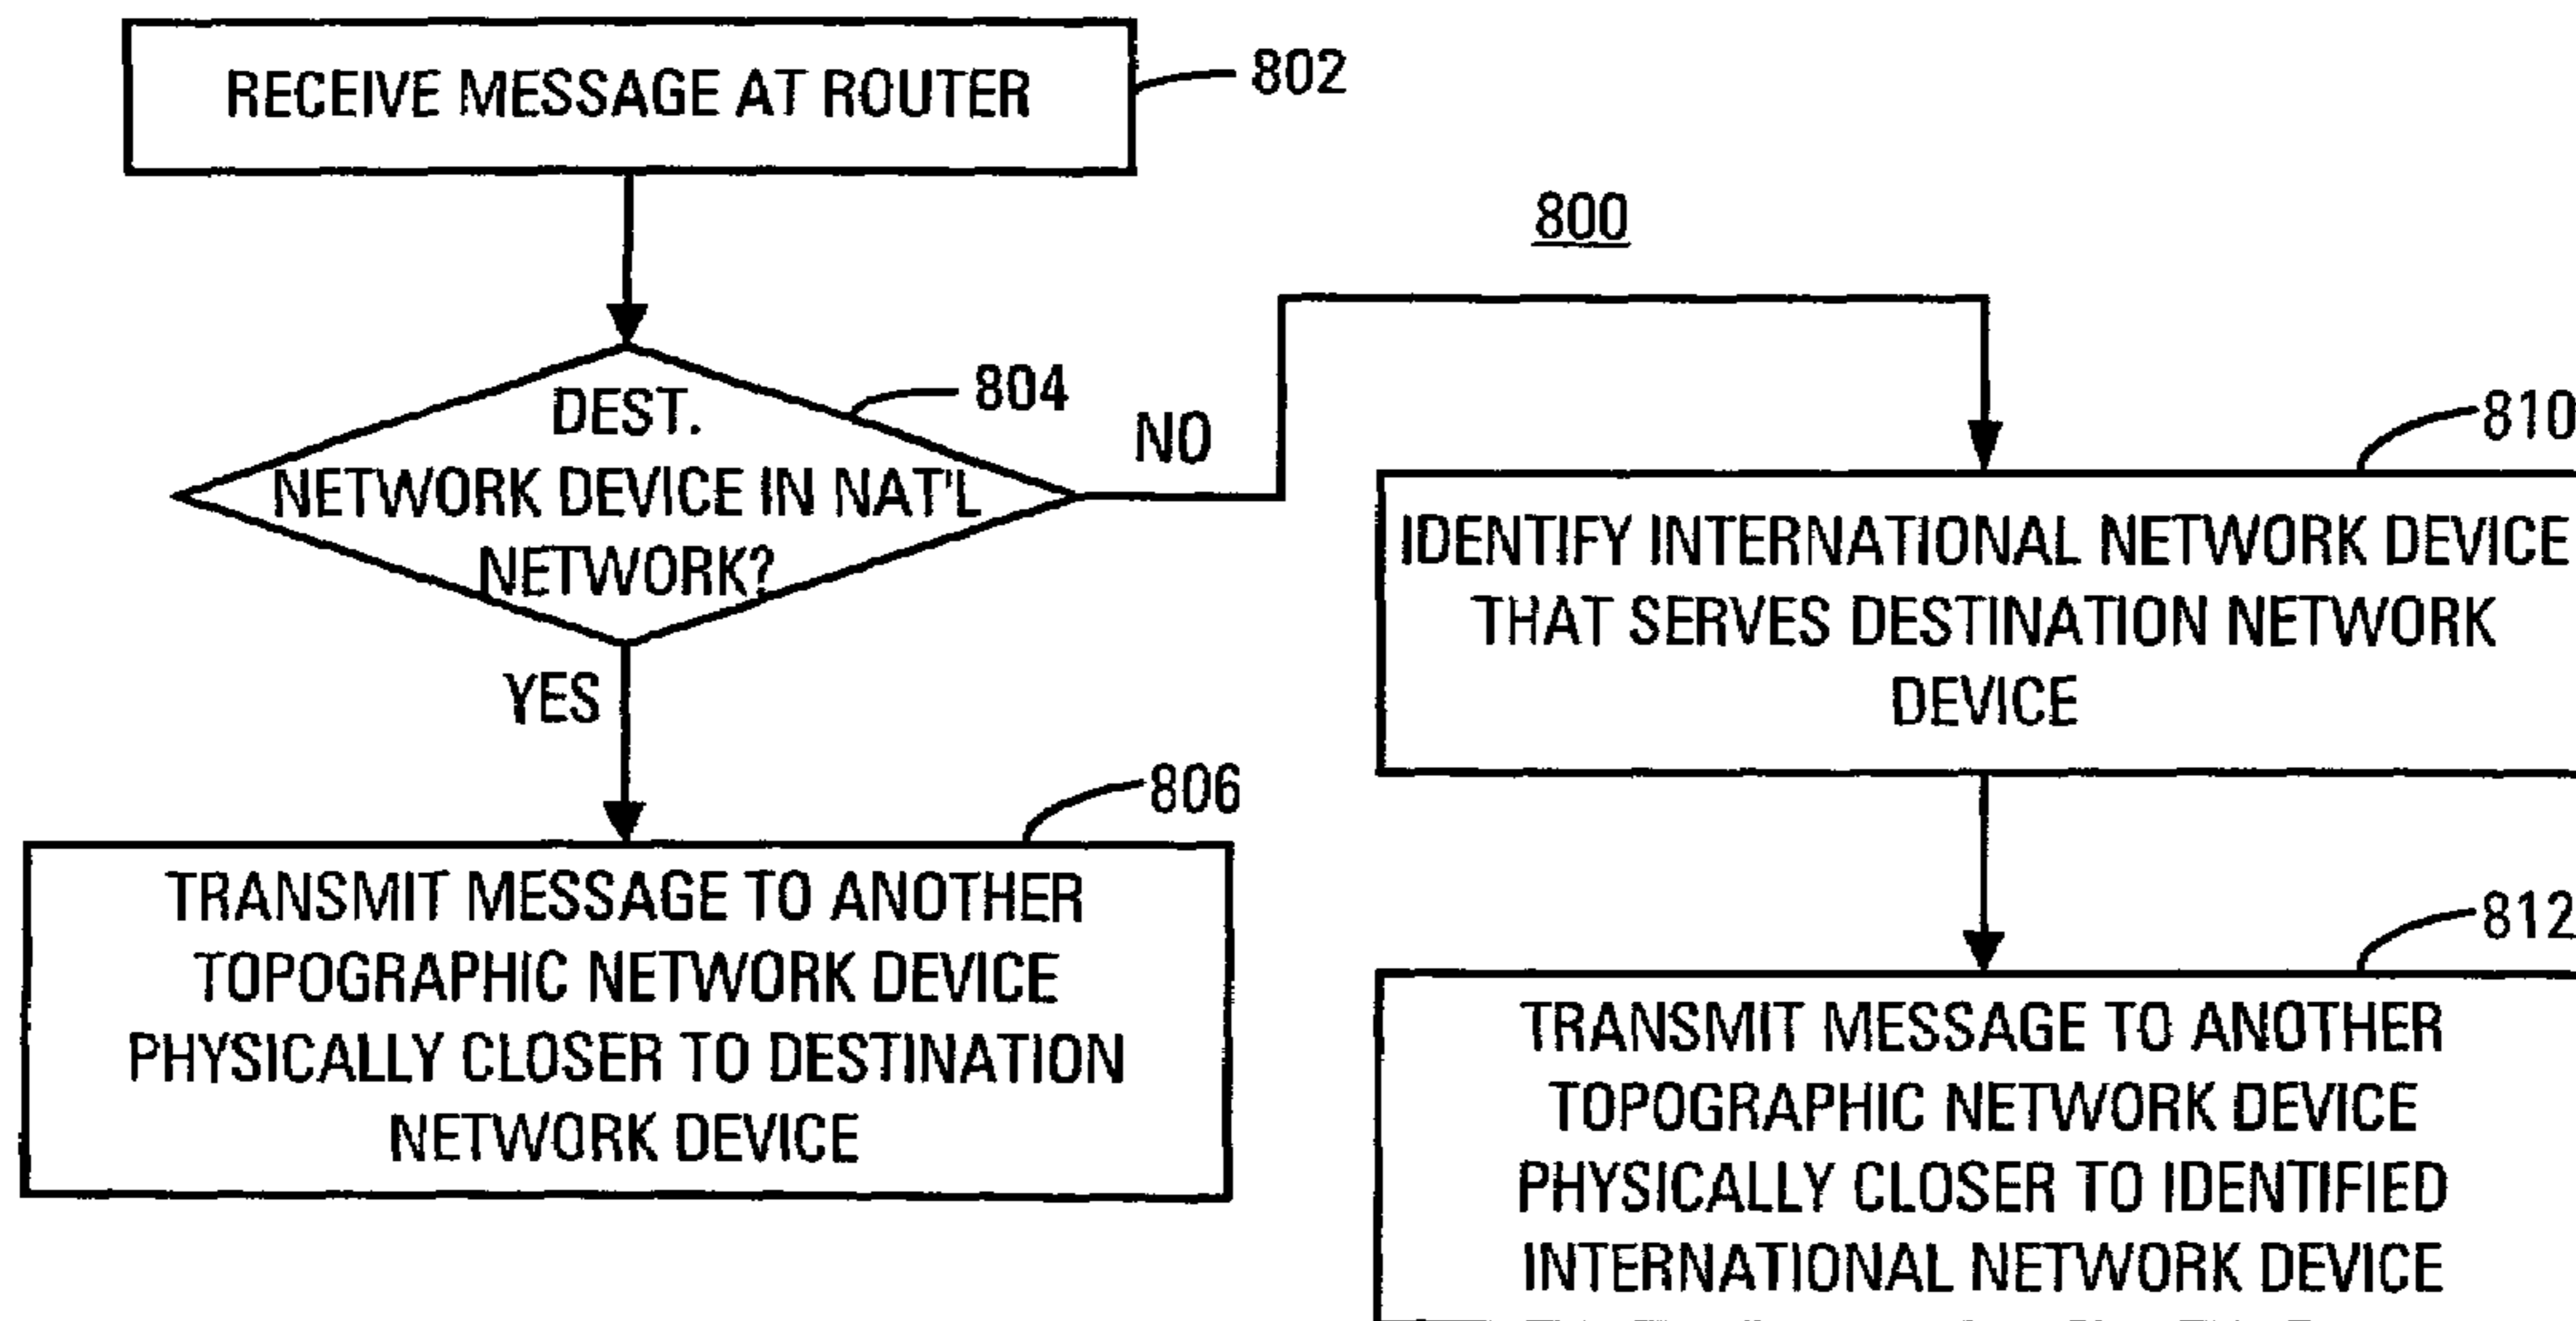 RECEIVE MESSAGE AT ROUTER
802
800
DEST.
NETWORK DEVICE IN NAT'L
NETWORK?
804
NO
YES
806
TRANSMIT MESSAGE TO ANOTHER
TOPOGRAPHIC NETWORK DEVICE
PHYSICALLY CLOSER TO DESTINATION
NETWORK DEVICE
810
IDENTIFY INTERNATIONAL NETWORK DEVICE
THAT SERVES DESTINATION NETWORK
DEVICE
812
TRANSMIT MESSAGE TO ANOTHER
TOPOGRAPHIC NETWORK DEVICE
PHYSICALLY CLOSER TO IDENTIFIED
INTERNATIONAL NETWORK DEVICE